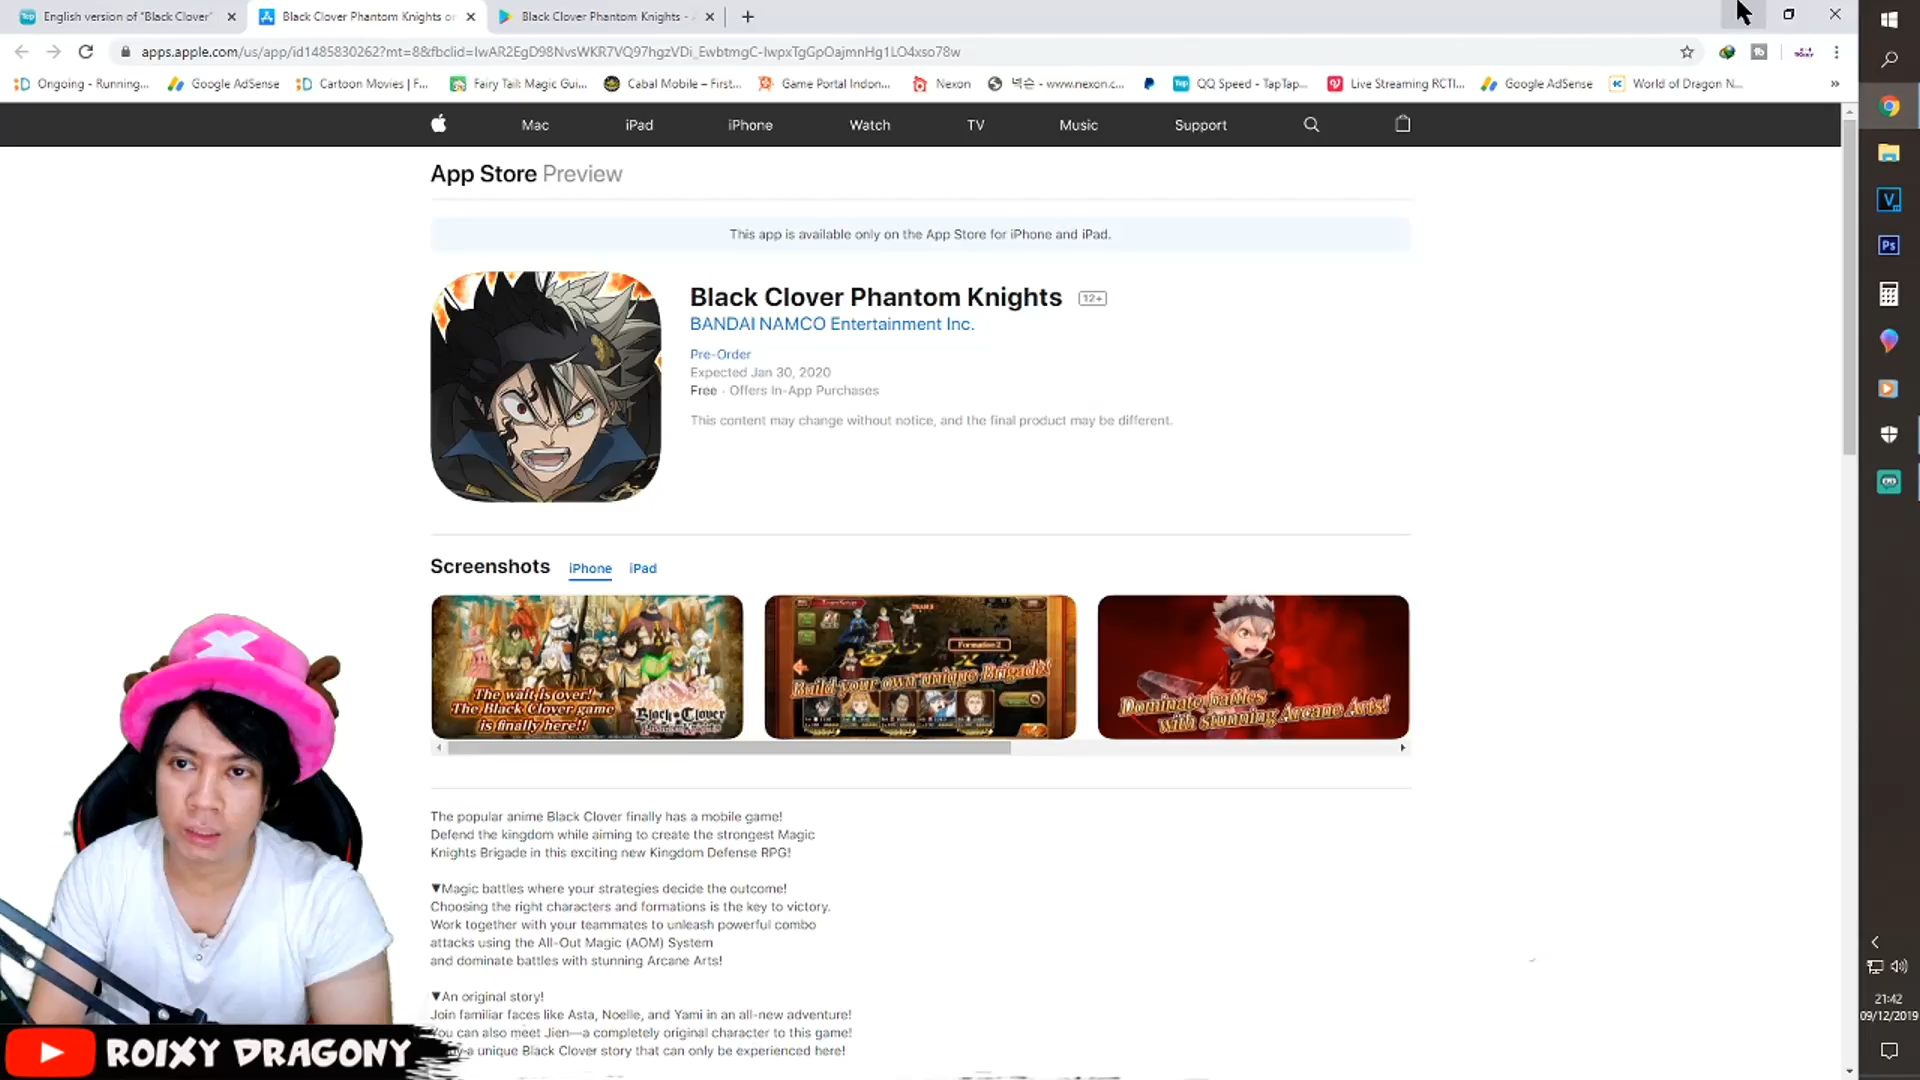 English version of "Black Clover"
Black Clover Phantom Knights on
Black Clover Phantom Knights -
apps.apple.com/us/app/id1485830262?mt=8&fbclid=IwAR2EgD98NvsWKR7VQ97hgzVDi_EwbtmgC-IwpxTgGpOajmnHg1LO4xso78w
Ongoing - Running... Google AdSense Cartoon Movies | F... Fairy Tail: Magic Gui... Cabal Mobile – First... Game Portal Indon... Nexon 넥슨 - www.nexon.c... QQ Speed - TapTap... Live Streaming RCTI... Google AdSense World of Dragon N...
Mac iPad iPhone Watch TV Music Support
App Store Preview
This app is available only on the App Store for iPhone and iPad.
Black Clover Phantom Knights 12+
BANDAI NAMCO Entertainment Inc.
Pre-Order
Expected Jan 30, 2020
Free · Offers In-App Purchases
This content may change without notice, and the final product may be different.
Screenshots iPhone iPad
The wait is over!
The Black Clover game
is finally here!!
Black Clover
Formation 2
Build your own unique Brigade!
Dominate battles
with stunning Arcane Arts!
The popular anime Black Clover finally has a mobile game!
Defend the kingdom while aiming to create the strongest Magic
Knights Brigade in this exciting new Kingdom Defense RPG!
▼Magic battles where your strategies decide the outcome!
Choosing the right characters and formations is the key to victory.
Work together with your teammates to unleash powerful combo
attacks using the All-Out Magic (AOM) System
and dominate battles with stunning Arcane Arts!
▼An original story!
Join familiar faces like Asta, Noelle, and Yami in an all-new adventure!
You can also meet Jien—a completely original character to this game!
a unique Black Clover story that can only be experienced here!
ROIXY DRAGONY
Ps
21:42
09/12/2019